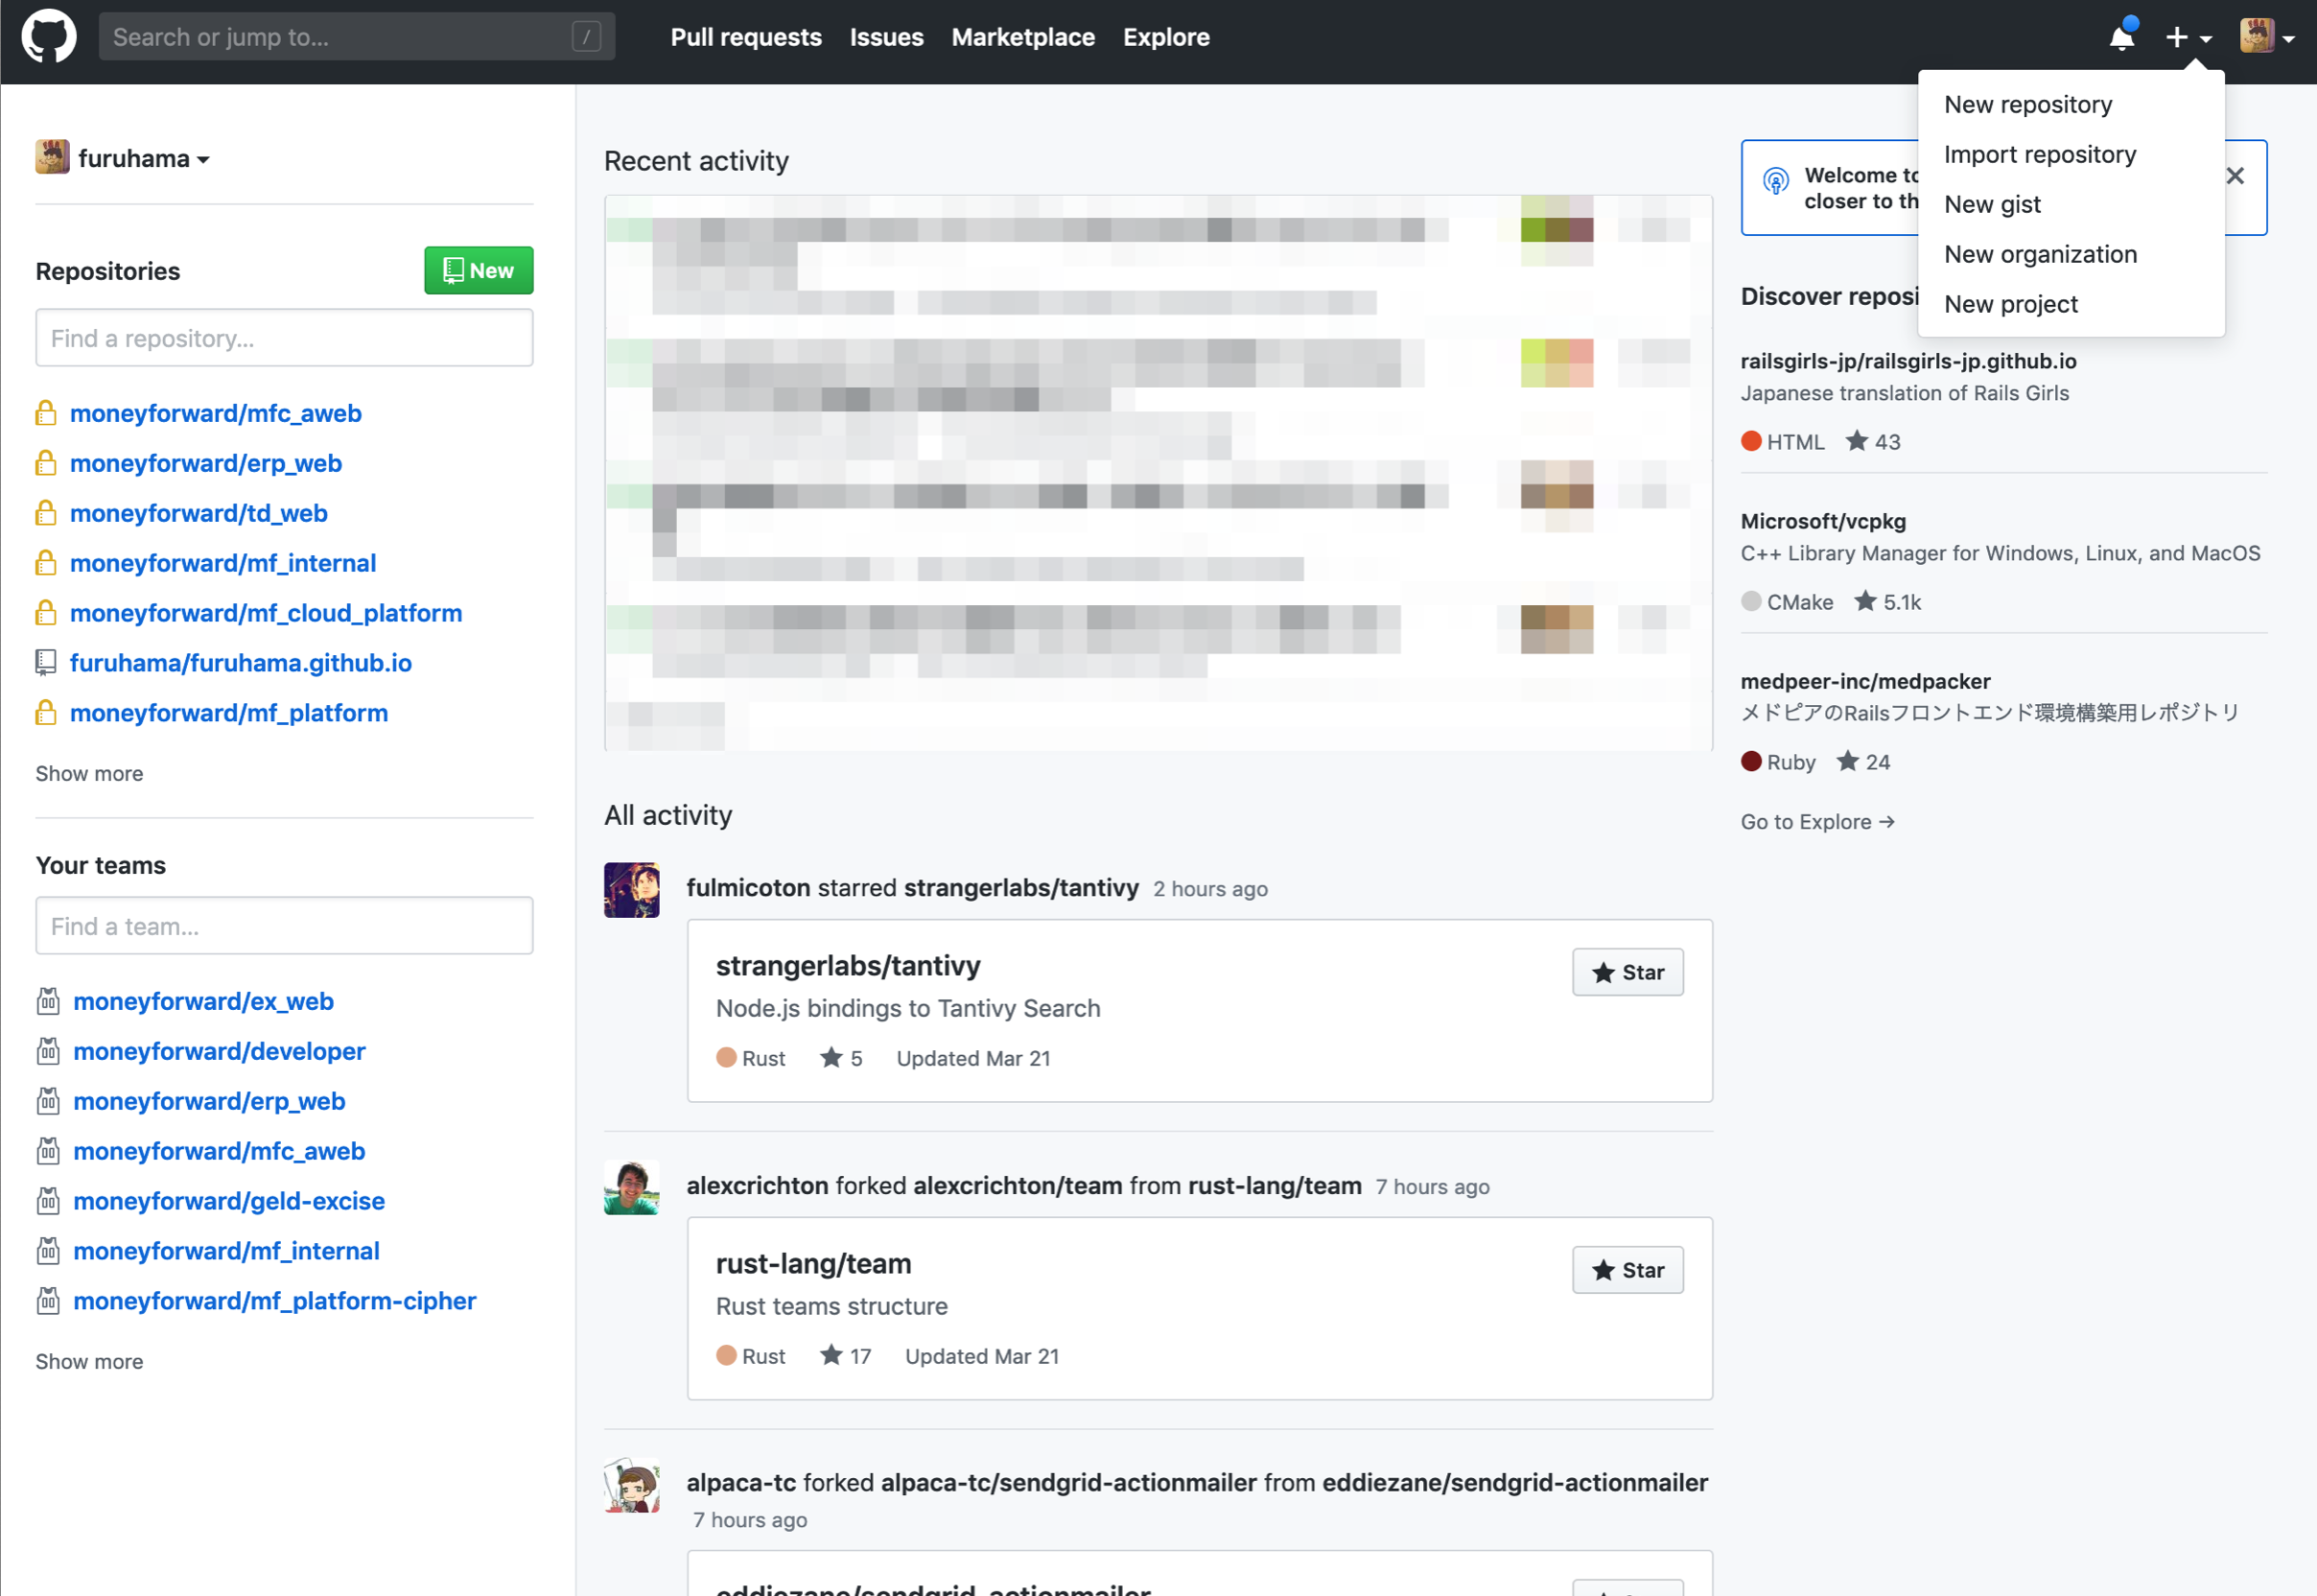 Search or jump to...
/
Pull requests
Issues
Marketplace
Explore
New repository
Import repository
New gist
New organization
New project
furuhama
Repositories
New
Find a repository...
moneyforward/mfc_aweb
moneyforward/erp_web
moneyforward/td_web
moneyforward/mf_internal
moneyforward/mf_cloud_platform
furuhama/furuhama.github.io
moneyforward/mf_platform
Show more
Your teams
Find a team...
moneyforward/ex_web
moneyforward/developer
moneyforward/erp_web
moneyforward/mfc_aweb
moneyforward/geld-excise
moneyforward/mf_internal
moneyforward/mf_platform-cipher
Show more
Recent activity
All activity
fulmicoton starred strangerlabs/tantivy 2 hours ago
strangerlabs/tantivy
Star
Node.js bindings to Tantivy Search
Rust 5 Updated Mar 21
alexcrichton forked alexcrichton/team from rust-lang/team 7 hours ago
rust-lang/team
Star
Rust teams structure
Rust 17 Updated Mar 21
alpaca-tc forked alpaca-tc/sendgrid-actionmailer from eddiezane/sendgrid-actionmailer
7 hours ago
eddiezane/sendgrid-actionmailer
Welcome
closer to
Discover
railsgirls-jp/railsgirls-jp.github.io
Japanese translation of Rails Girls
HTML 43
Microsoft/vcpkg
C++ Library Manager for Windows, Linux, and MacOS
CMake 5.1k
medpeer-inc/medpacker
メドピアのRailsフロントエンド環境構築用レポジトリ
Ruby 24
Go to Explore →